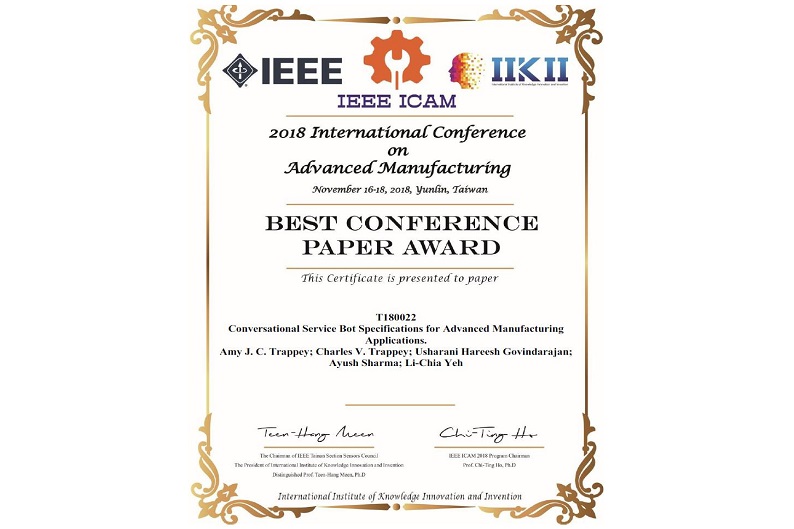 IEEE
IIKII
International Institute of Knowledge Innovation and Invention
IEEE ICAM
2018 International Conference
on
Advanced Manufacturing
November 16-18, 2018, Yunlin, Taiwan
BEST CONFERENCE
PAPER AWARD
This Certificate is presented to paper
T180022
Conversational Service Bot Specifications for Advanced Manufacturing
Applications.
Amy J. C. Trappey; Charles V. Trappey; Usharani Hareesh Govindarajan;
Ayush Sharma; Li-Chia Yeh
Teen-Hang Meen
Chi-Ting Ho
The Chairman of IEEE Tainan Section Sensors Council
The President of International Institute of Knowledge Innovation and Invention
Distinguished Prof. Teen-Hang Meen, Ph.D
IEEE ICAM 2018 Program Chairman
Prof. Chi-Ting Ho, Ph.D
International Institute of Knowledge Innovation and Invention